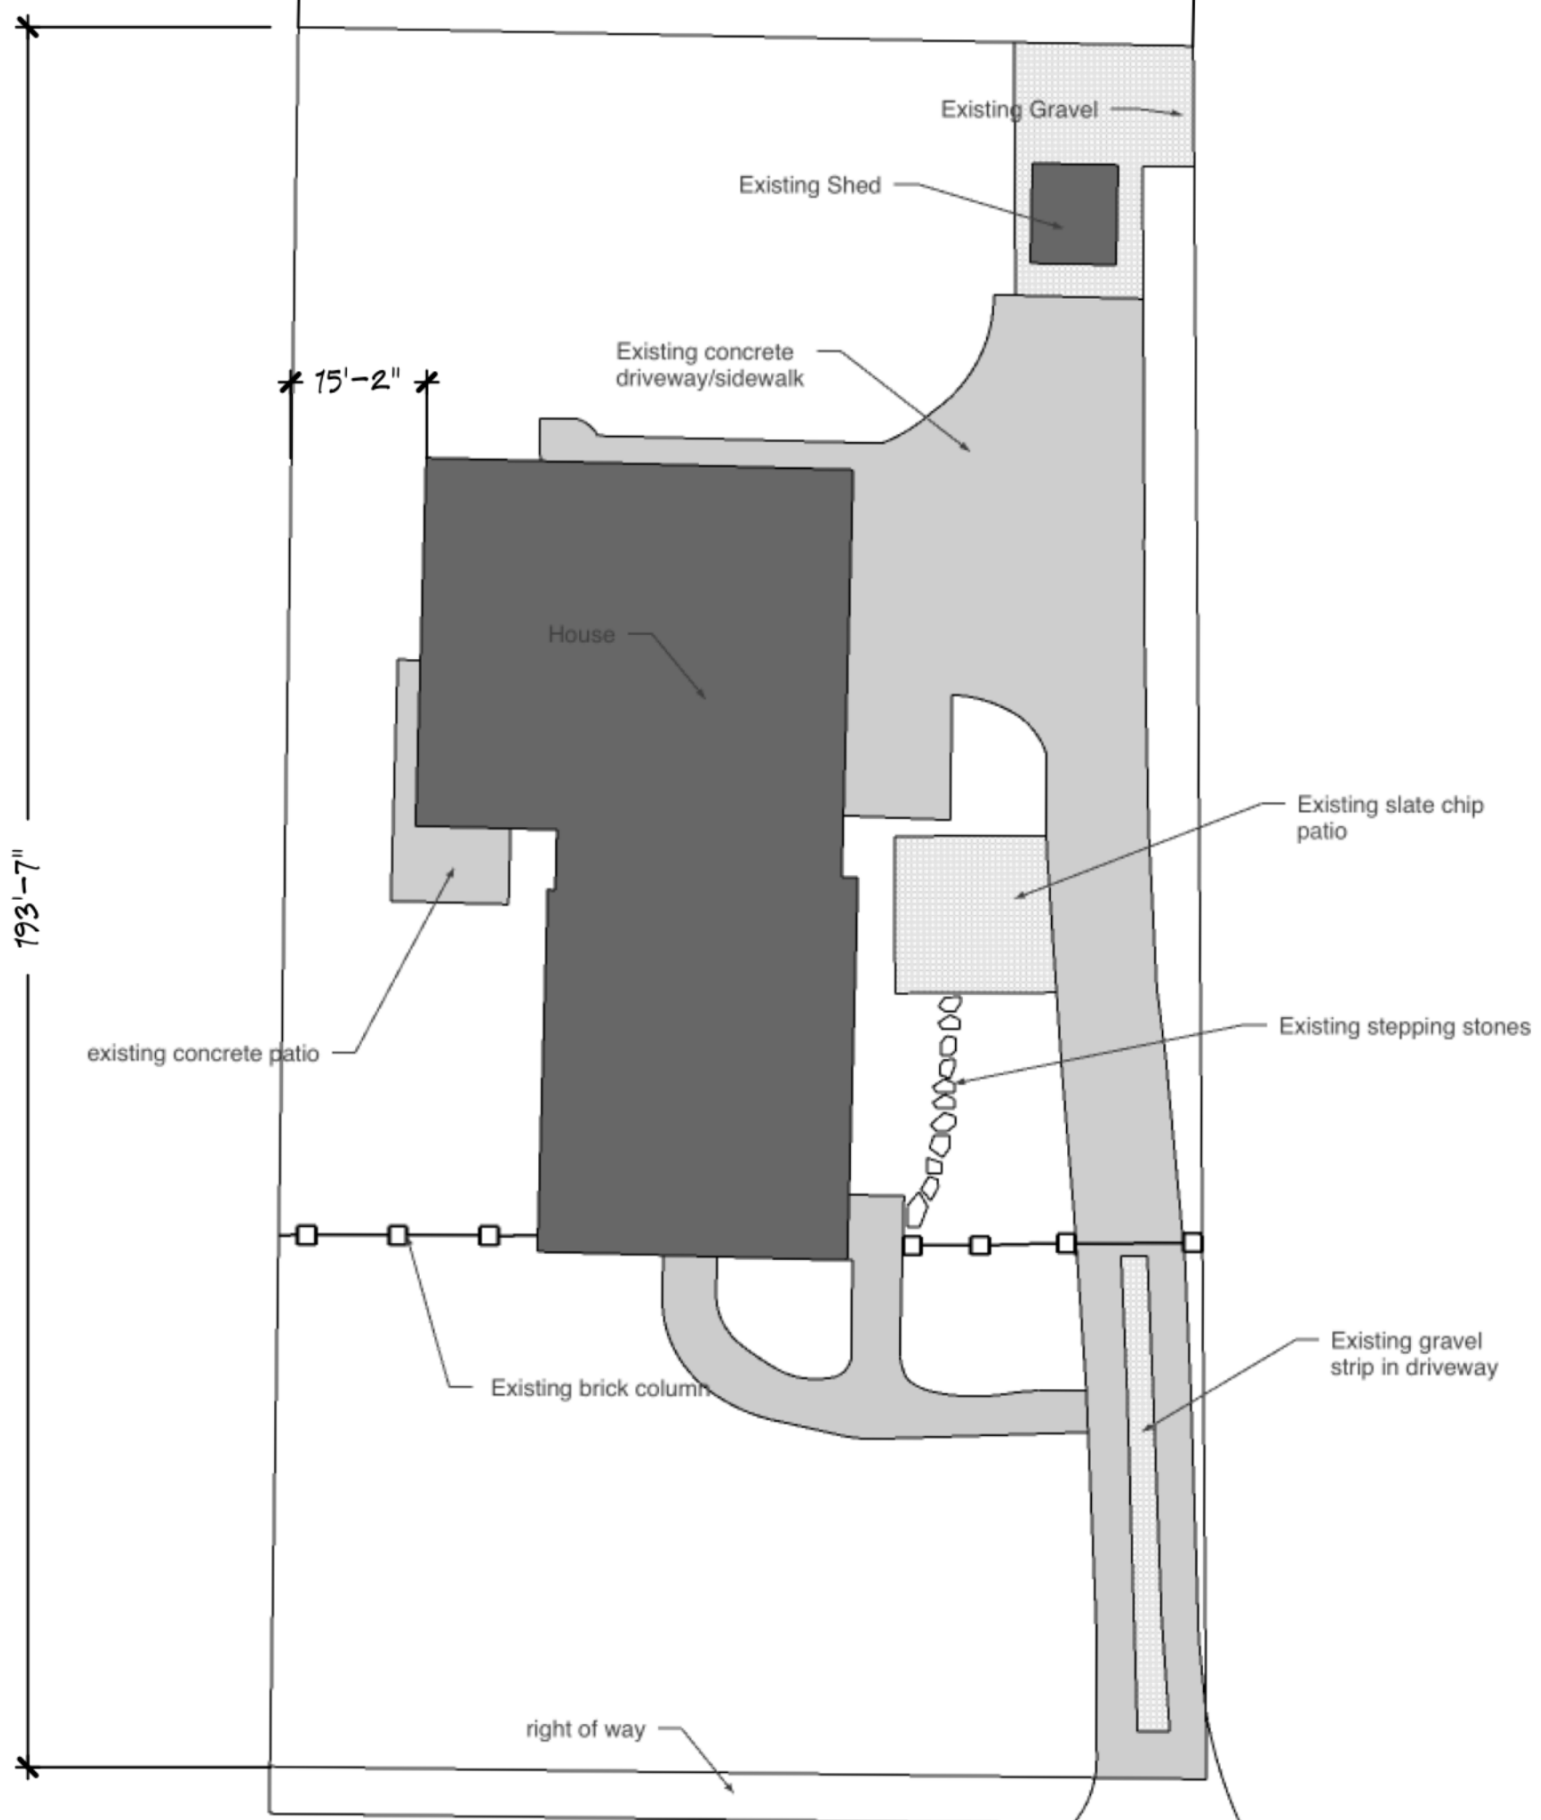 Existing Gravel
Existing Shed
Existing concrete
driveway/sidewalk
15'-2"
House
Existing slate chip
patio
193'-7"
Existing stepping stones
existing concrete patio
Existing gravel
strip in driveway
Existing brick column
right of way